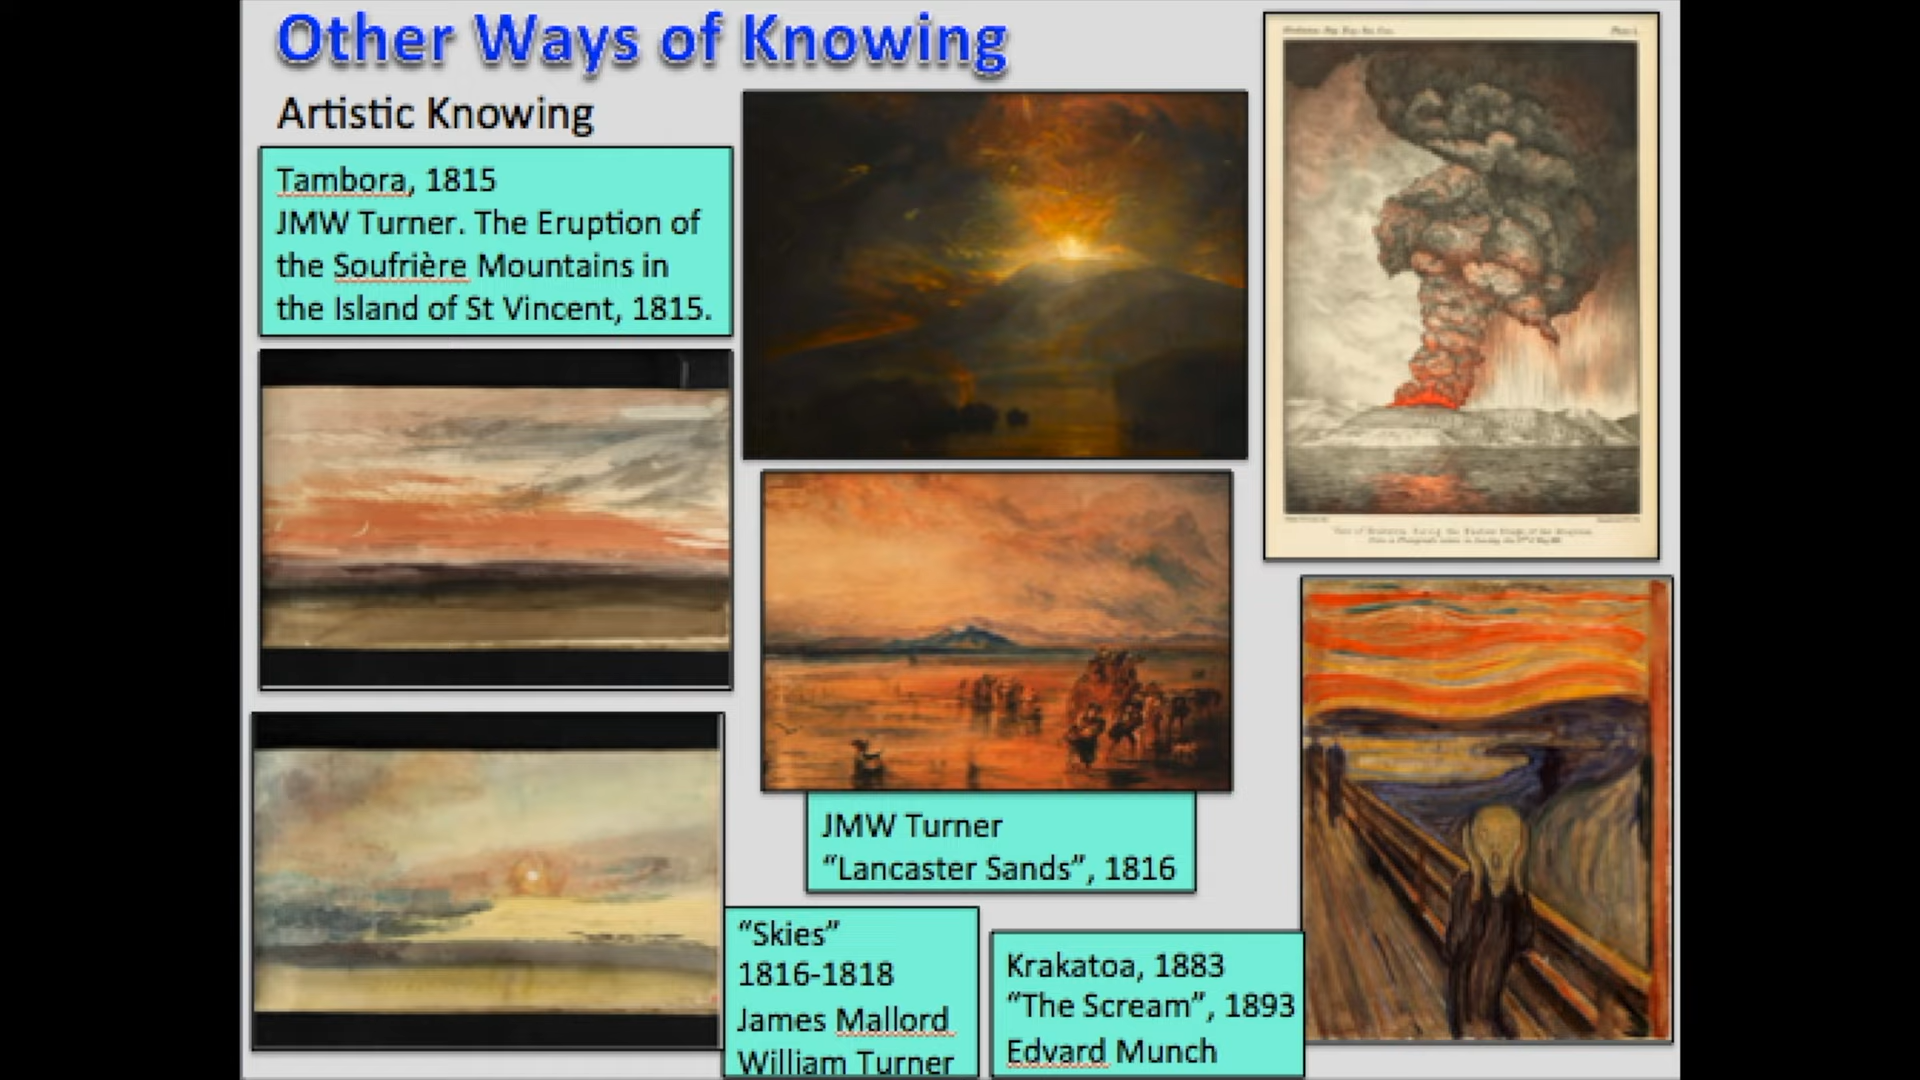 Other Ways of Knowing
Artistic Knowing
Tambora, 1815
JMW Turner. The Eruption of
the Soufrière Mountains in
the Island of St Vincent, 1815.
JMW Turner
“Lancaster Sands”, 1816
“Skies”
1816-1818
James Mallord
William Turner
Krakatoa, 1883
“The Scream”, 1893
Edvard Munch